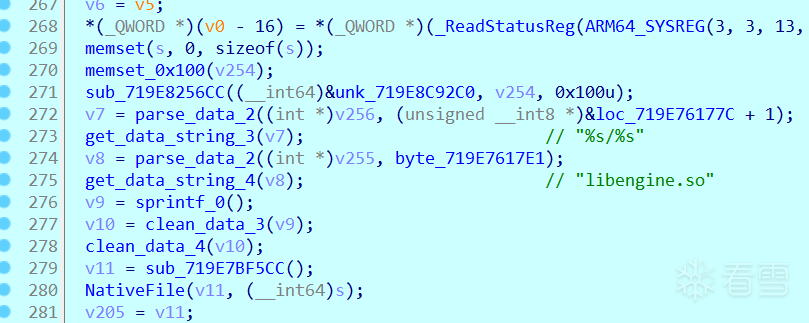 267 v6 = v5;
268 *(_QWORD *)(v0 - 16) = *(_QWORD *)(_ReadStatusReg(ARM64_SYSREG(3, 3, 13,
269 memset(s, 0, sizeof(s));
270 memset_0x100(v254);
271 sub_719E8256CC((__int64)&unk_719E8C92C0, v254, 0x100u);
272 v7 = parse_data_2((int *)v256, (unsigned __int8 *)&loc_719E76177C + 1);
273 get_data_string_3(v7); // "%s/%s"
274 v8 = parse_data_2((int *)v255, byte_719E7617E1);
275 get_data_string_4(v8); // "libengine.so"
276 v9 = sprintf_0();
277 v10 = clean_data_3(v9);
278 clean_data_4(v10);
279 v11 = sub_719E7BF5CC();
280 NativeFile(v11, (__int64)s);
281 v205 = v11;
看雪